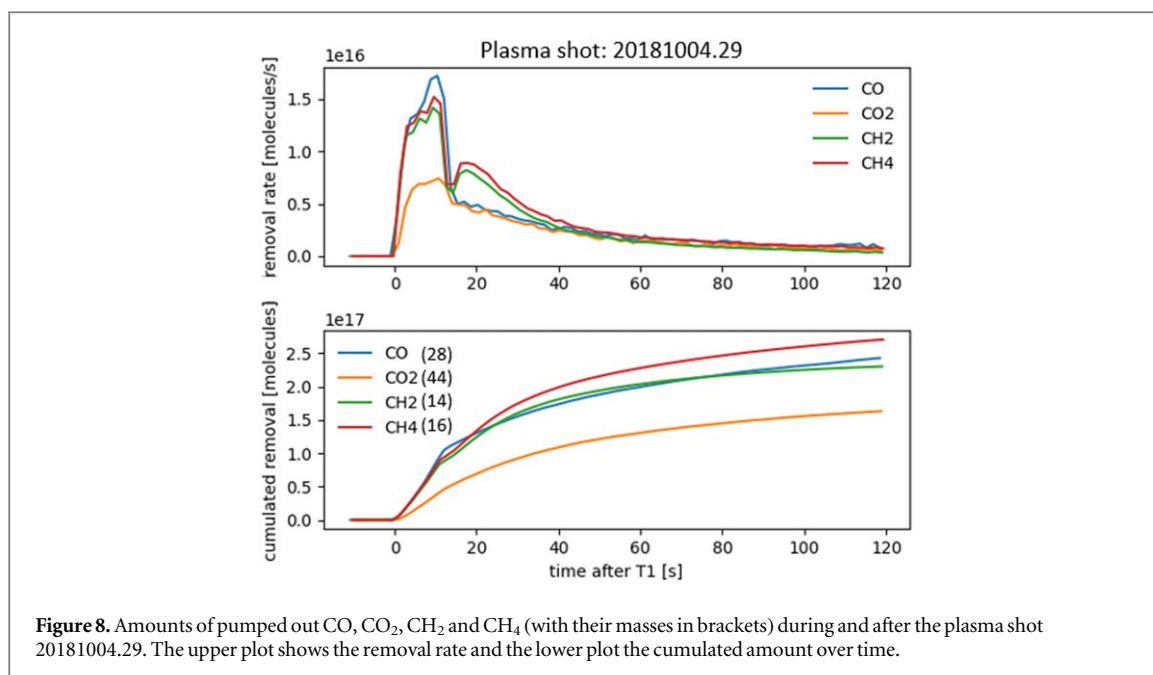 Plasma shot: 20181004.29
1e16
removal rate [molecules/s]
1.5
1.0
0.5
0.0
CO
CO2
CH2
CH4
0 20 40 60 80 100 120
1e17
cumulated removal [molecules]
2.5
2.0
1.5
1.0
0.5
0.0
CO (28)
CO2 (44)
CH2 (14)
CH4 (16)
0 20 40 60 80 100 120
time after T1 [s]
Figure 8. Amounts of pumped out CO, CO₂, CH₂ and CH₄ (with their masses in brackets) during and after the plasma shot
20181004.29. The upper plot shows the removal rate and the lower plot the cumulated amount over time.